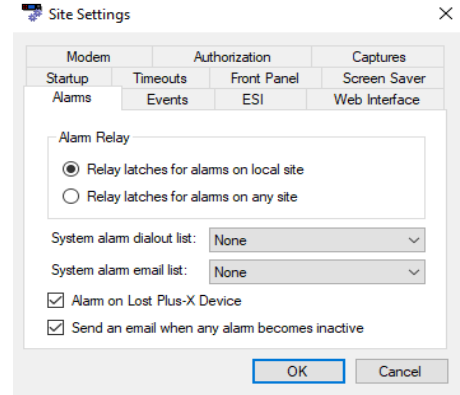 Site Settings
Modem Authorization Captures
Startup Timeouts Front Panel Screen Saver
Alarms Events ESI Web Interface
Alarm Relay
Relay latches for alarms on local site
Relay latches for alarms on any site
System alarm dialout list: None
System alarm email list: None
Alarm on Lost Plus-X Device
Send an email when any alarm becomes inactive
OK Cancel